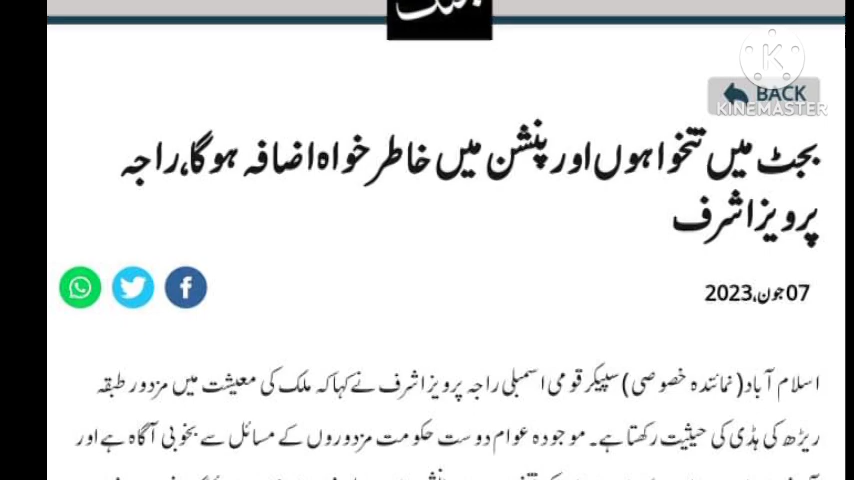 جنگ
BACK
KINEMASTER
بجٹ میں تنخواہوں اور پنشن میں خاطر خواہ اضافہ ہوگا، راجہ
پرویز اشرف
07 جون، 2023
اسلام آباد( نمائندہ خصوصی) سپیکر قومی اسمبلی راجہ پرویز اشرف نے کہا کہ ملک کی معیشت میں مزدور طبقہ
ریڑھ کی ہڈی کی حیثیت رکھتا ہے۔ موجودہ عوام دوست حکومت مزدوروں کے مسائل سے بخوبی آگاہ ہے اور